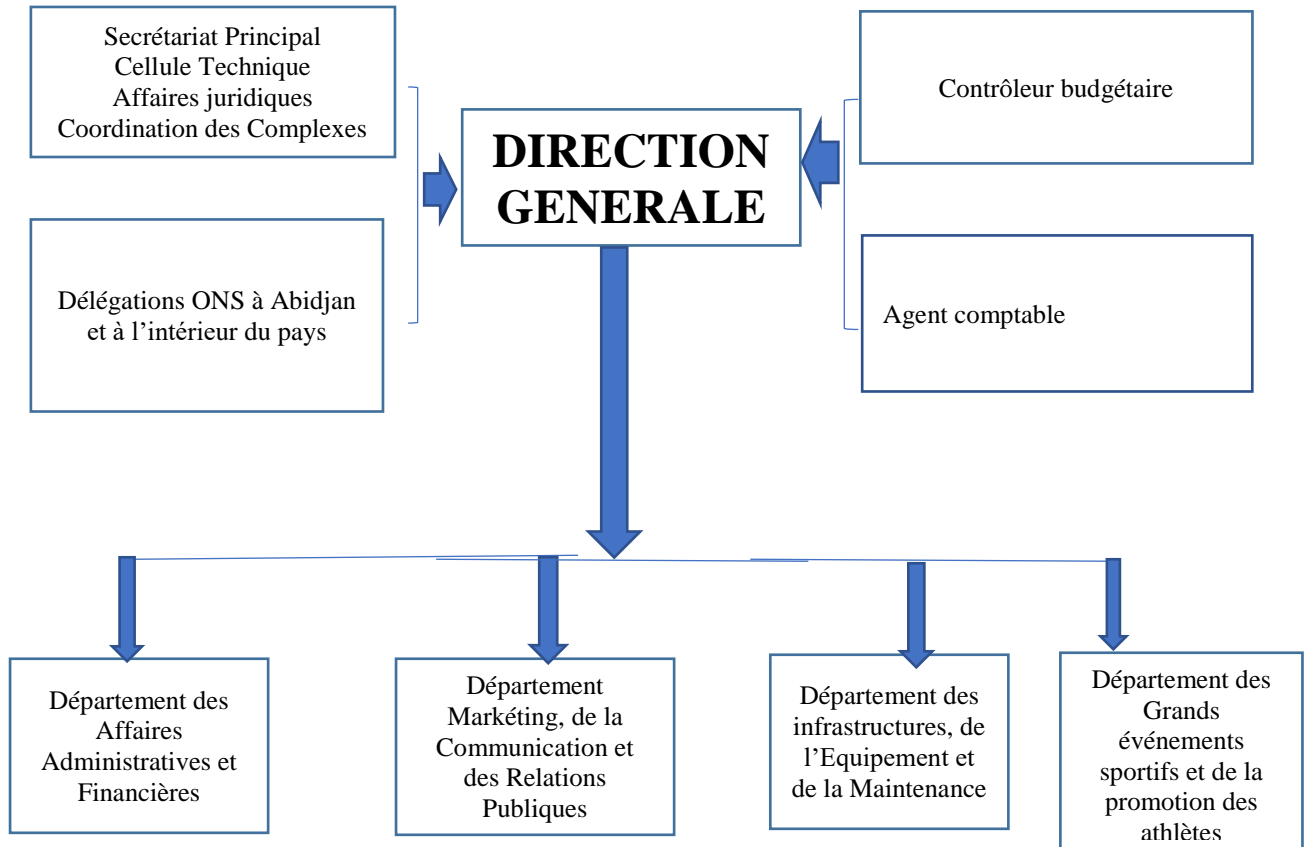 Secrétariat Principal
Cellule Technique
Affaires juridiques
Coordination des Complexes
Contrôleur budgétaire
DIRECTION
GENERALE
Délégations ONS à Abidjan
et à l’intérieur du pays
Agent comptable
Département des
Affaires
Administratives et
Financières
Département
Markéting, de la
Communication et
des Relations
Publiques
Département des
infrastructures, de
l’Equipement et
de la Maintenance
Département des
Grands
événements
sportifs et de la
promotion des
athlètes